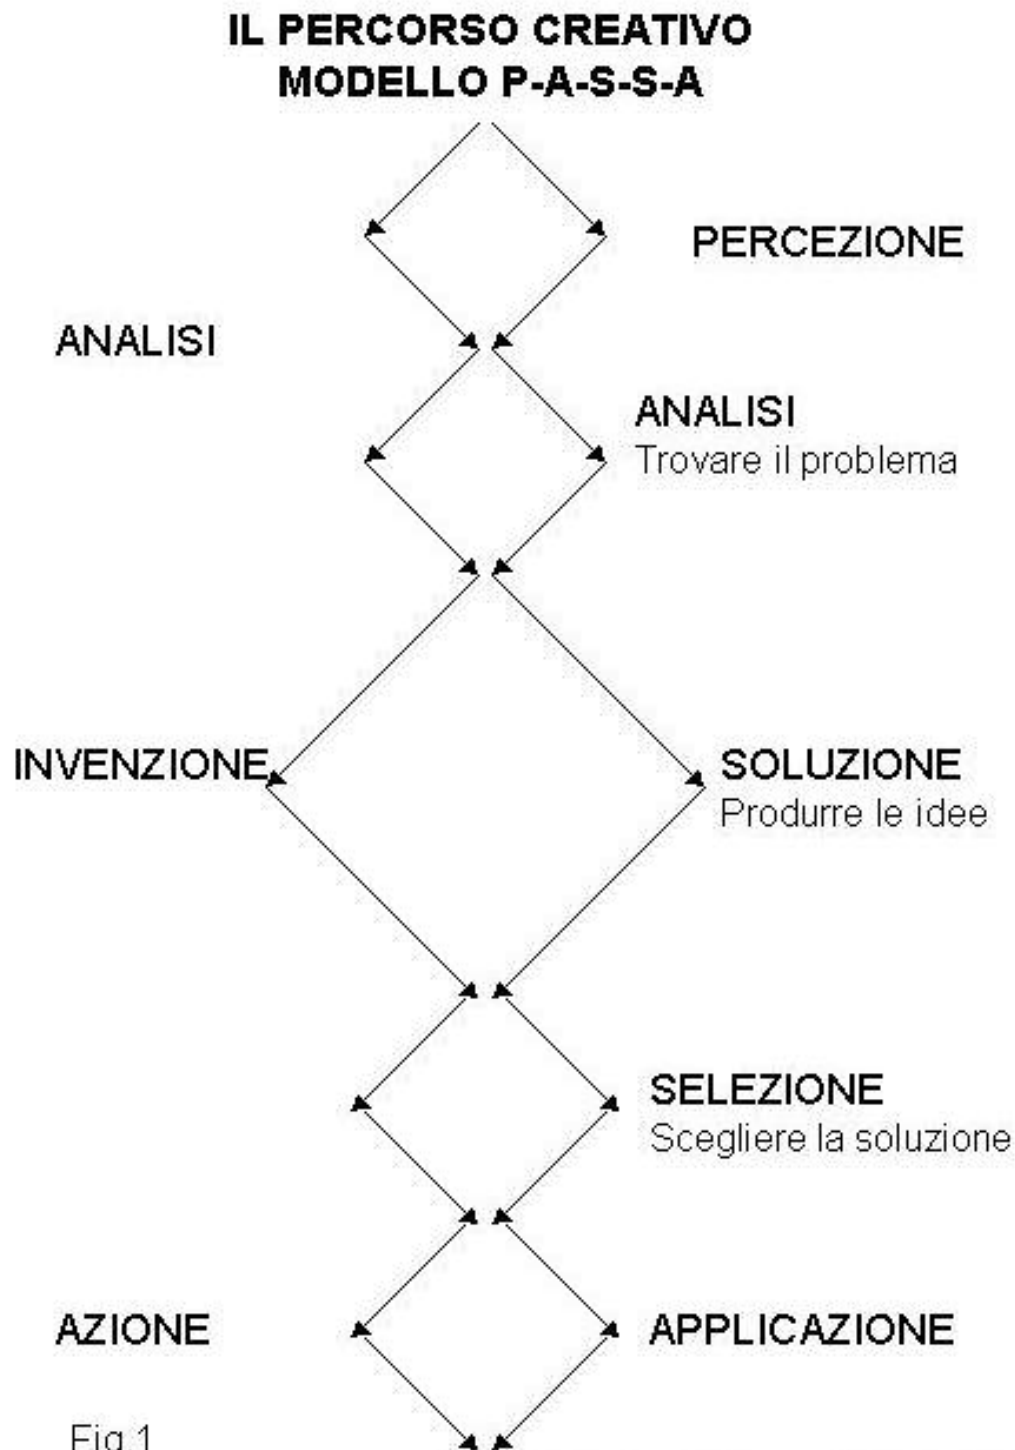 IL PERCORSO CREATIVO
MODELLO P-A-S-S-A
PERCEZIONE
ANALISI
ANALISI
Trovare il problema
INVENZIONE
SOLUZIONE
Produrre le idee
SELEZIONE
Scegliere la soluzione
AZIONE
APPLICAZIONE
Fig.1